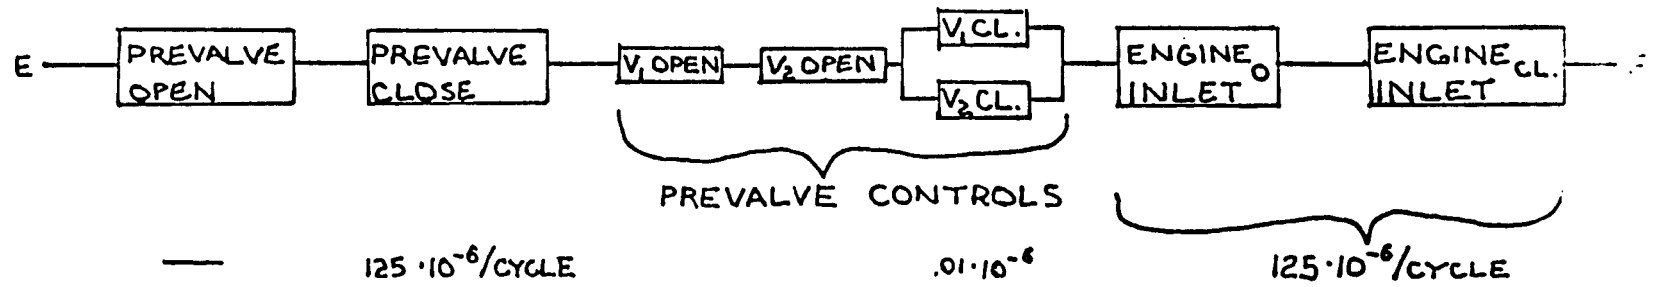 E
PREVALVE
OPEN
PREVALVE
CLOSE
V₁ OPEN
V₂ OPEN
V₁ CL.
V₂ CL.
ENGINE O
INLET
ENGINE CL.
INLET
PREVALVE CONTROLS
—
125·10⁻⁶/CYCLE
.01·10⁻⁶
125·10⁻⁶/CYCLE